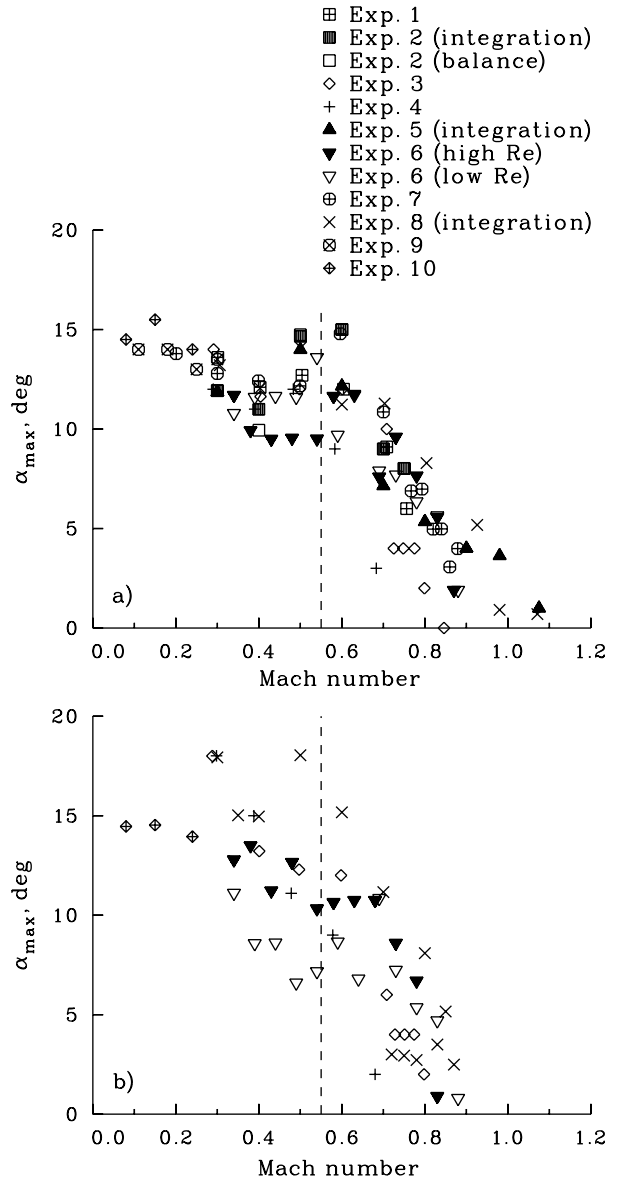 Exp. 1
Exp. 2 (integration)
Exp. 2 (balance)
Exp. 3
Exp. 4
Exp. 5 (integration)
Exp. 6 (high Re)
Exp. 6 (low Re)
Exp. 7
Exp. 8 (integration)
Exp. 9
Exp. 10
20
15
10
5
0
αmax, deg
a)
0.0 0.2 0.4 0.6 0.8 1.0 1.2
Mach number
20
15
10
5
0
αmax, deg
b)
0.0 0.2 0.4 0.6 0.8 1.0 1.2
Mach number